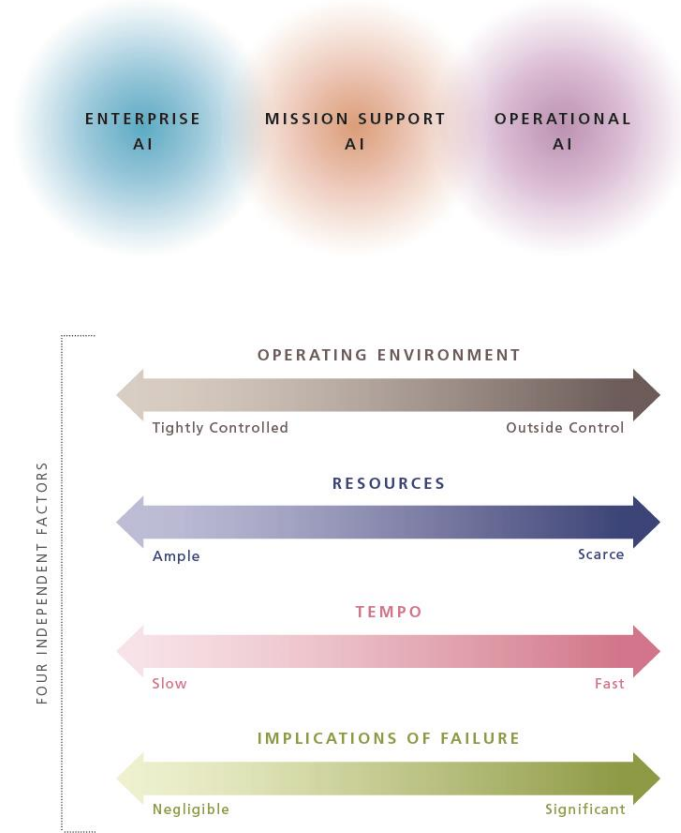 ENTERPRISE
AI
MISSION SUPPORT
AI
OPERATIONAL
AI
FOUR INDEPENDENT FACTORS
OPERATING ENVIRONMENT
Tightly Controlled
Outside Control
RESOURCES
Ample
Scarce
TEMPO
Slow
Fast
IMPLICATIONS OF FAILURE
Negligible
Significant